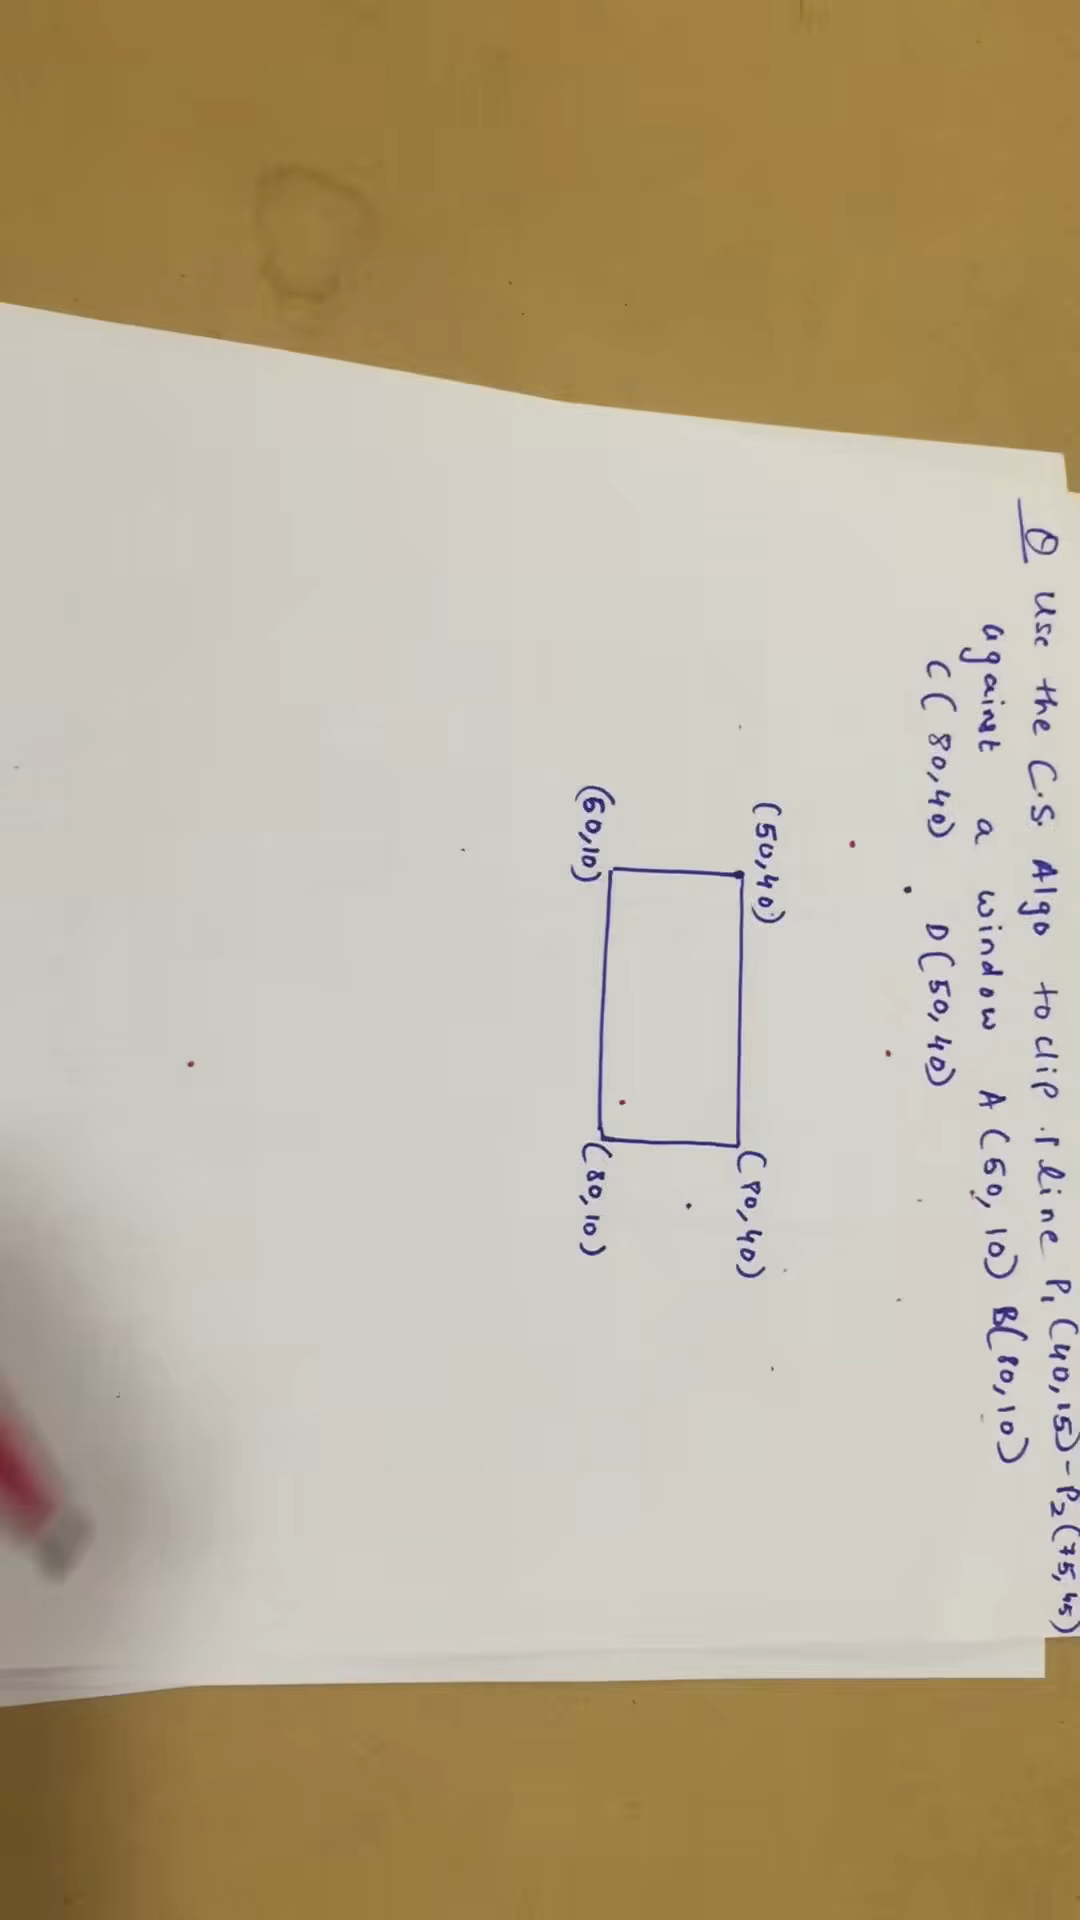 Q Use the C.S. Algo to clip line P1 (40,15) - P2 (75,45)
against a window A (50,10) B(80,10)
C(80,40) D(50,40)
(50,40) (80,40)
(50,10) (80,10)